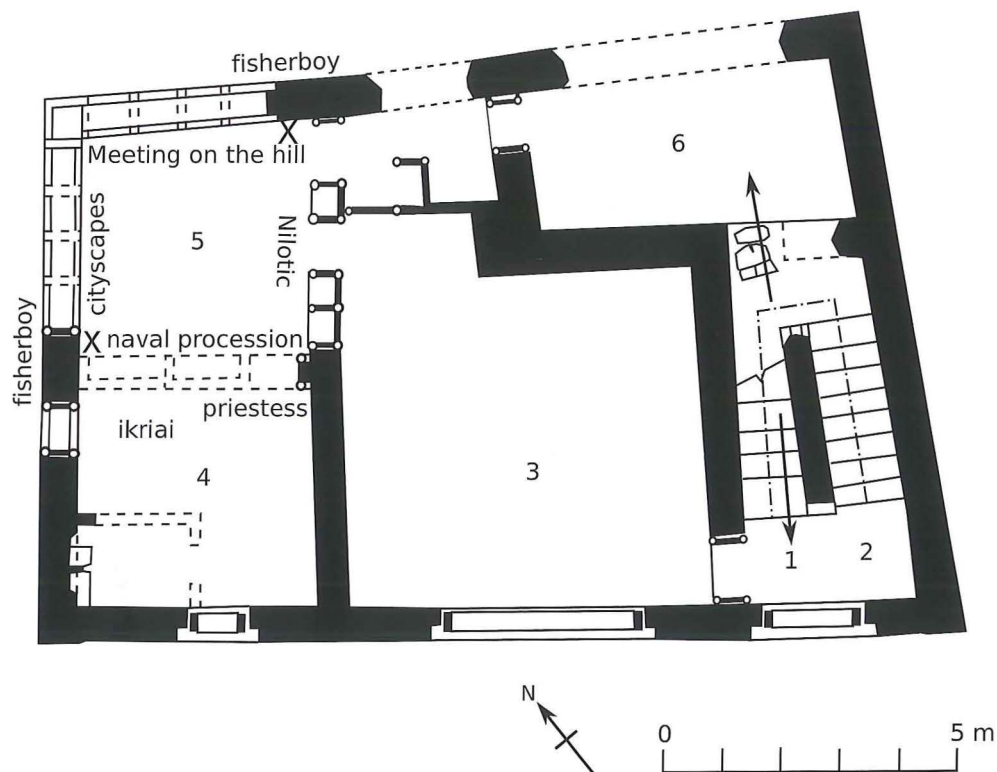 fisherboy
X
Meeting on the hill
6
5
Nilotic
cityscapes
fisherboy
X naval procession
priestess
ikriai
4
3
1
2
N
0
5 m